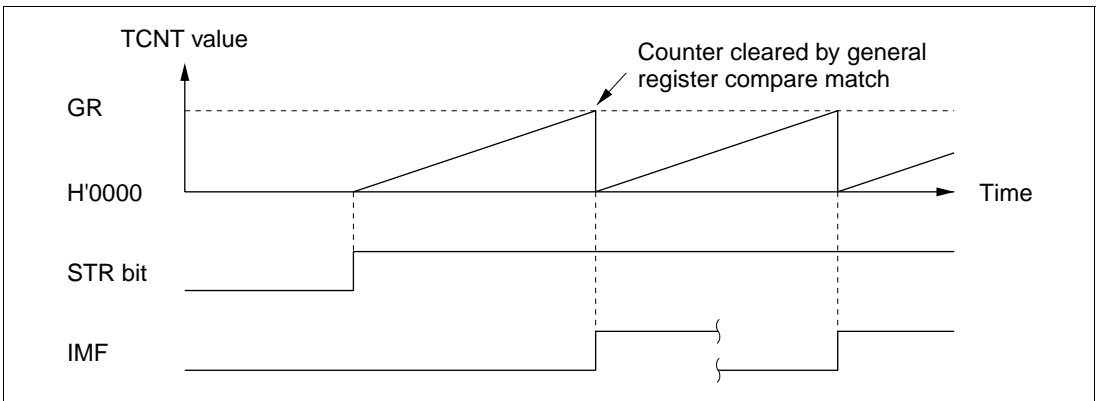 TCNT value
Counter cleared by general
register compare match
GR
H'0000
Time
STR bit
IMF